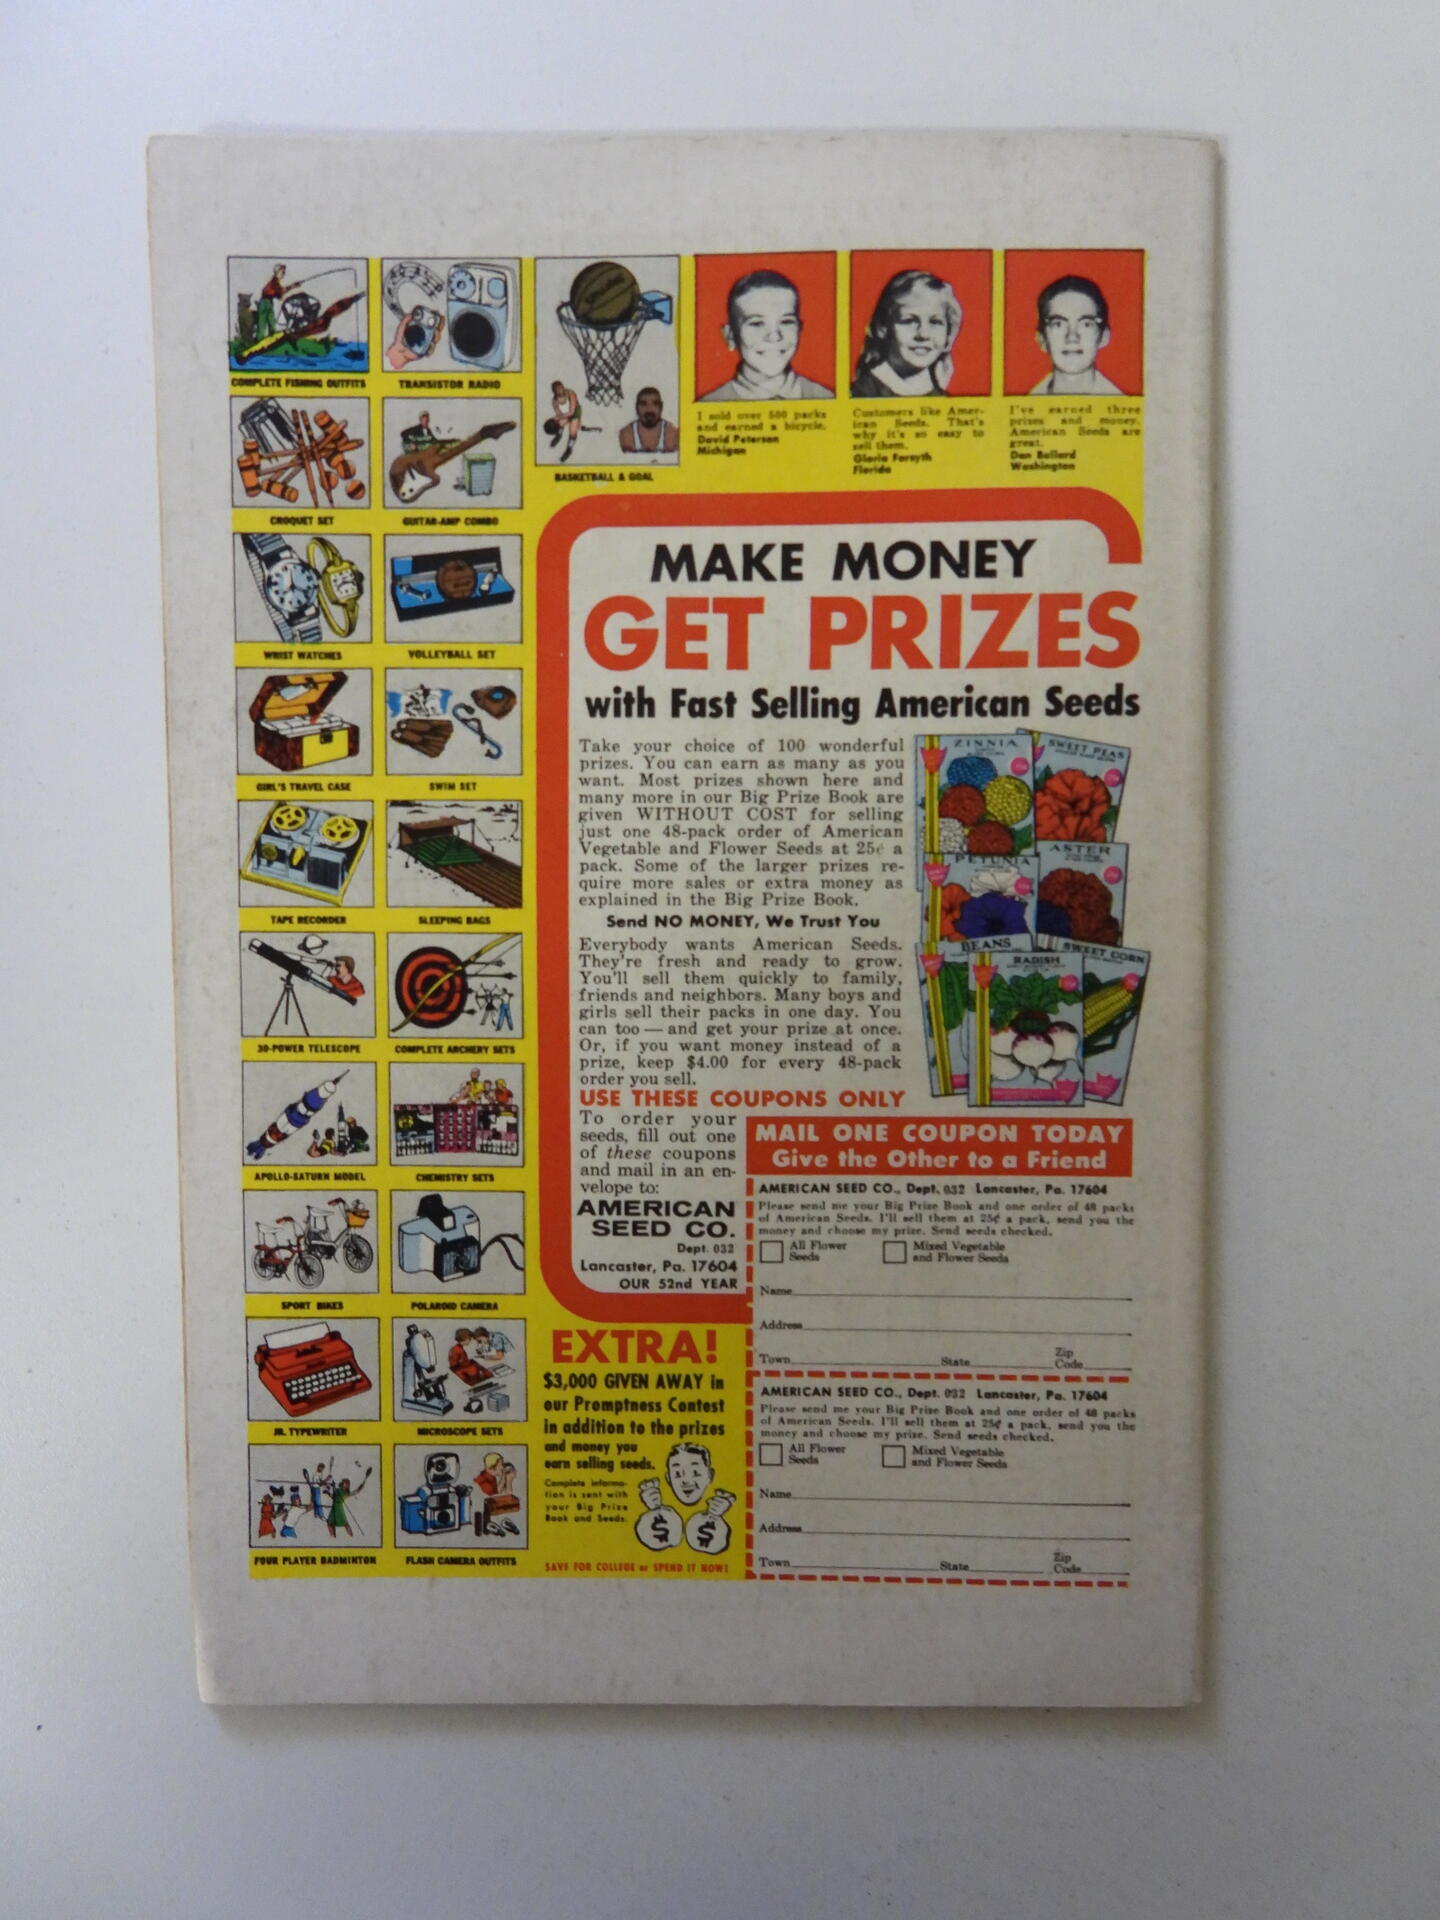 COMPLETE FISHING OUTFITS
TRANSISTOR RADIO
CROQUET SET
GUITAR-AMP COMBO
WRIST WATCHES
VOLLEYBALL SET
GIRL'S TRAVEL CASE
SWIM SET
TAPE RECORDER
SLEEPING BAGS
30-POWER TELESCOPE
COMPLETE ARCHERY SETS
APOLLO-SATURN MODEL
CHEMISTRY SETS
SPORT BIKES
POLAROID CAMERA
JR. TYPEWRITER
MICROSCOPE SETS
FOUR PLAYER BADMINTON
FLASH CAMERA OUTFITS
BASKETBALL & GOAL
I sold over 500 packs
and earned a bicycle.
David Peterson
Michigan
Customers like Amer-
ican Seeds. That's
why it's so easy to
sell them.
Gloria Forsyth
Florida
I've earned three
prizes and money.
American Seeds are
great.
Dan Ballard
Washington
MAKE MONEY
GET PRIZES
with Fast Selling American Seeds
Take your choice of 100 wonderful
prizes. You can earn as many as you
want. Most prizes shown here and
many more in our Big Prize Book are
given WITHOUT COST for selling
just one 48-pack order of American
Vegetable and Flower Seeds at 25¢ a
pack. Some of the larger prizes re-
quire more sales or extra money as
explained in the Big Prize Book.
Send NO MONEY, We Trust You
Everybody wants American Seeds.
They're fresh and ready to grow.
You'll sell them quickly to family,
friends and neighbors. Many boys and
girls sell their packs in one day. You
can too — and get your prize at once.
Or, if you want money instead of a
prize, keep $4.00 for every 48-pack
order you sell.
ZINNIA
SWEET PEAS
PETUNIA
ASTER
BEANS
RADISH
SWEET CORN
USE THESE COUPONS ONLY
To order your
seeds, fill out one
of these coupons
and mail in an en-
velope to:
AMERICAN
SEED CO.
Dept. 032
Lancaster, Pa. 17604
OUR 52nd YEAR
MAIL ONE COUPON TODAY
Give the Other to a Friend
AMERICAN SEED CO., Dept. 032 Lancaster, Pa. 17604
Please send me your Big Prize Book and one order of 48 packs
of American Seeds. I'll sell them at 25¢ a pack, send you the
money and choose my prize. Send seeds checked.
All Flower
Seeds
Mixed Vegetable
and Flower Seeds
Name
Address
Town State Zip
Code
AMERICAN SEED CO., Dept. 032 Lancaster, Pa. 17604
Please send me your Big Prize Book and one order of 48 packs
of American Seeds. I'll sell them at 25¢ a pack, send you the
money and choose my prize. Send seeds checked.
All Flower
Seeds
Mixed Vegetable
and Flower Seeds
Name
Address
Town State Zip
Code
EXTRA!
$3,000 GIVEN AWAY in
our Promptness Contest
in addition to the prizes
and money you
earn selling seeds.
Complete informa-
tion is sent with
your Big Prize
Book and Seeds.
$ $
SAVE FOR COLLEGE or SPEND IT NOW!